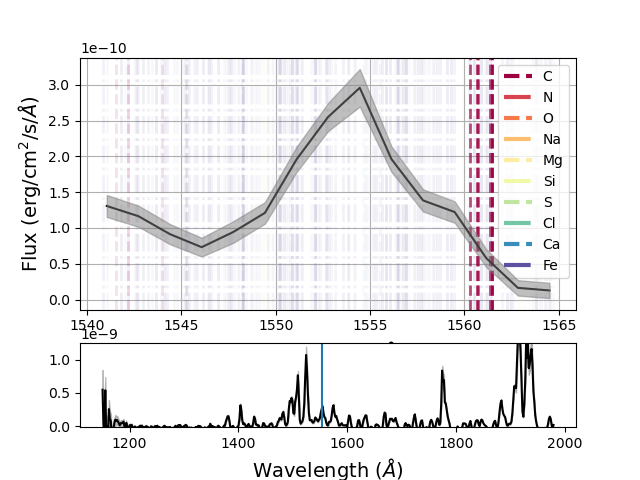 1e−10
Flux (erg/cm²/s/Å)
3.0
2.5
2.0
1.5
1.0
0.5
0.0
C
N
O
Na
Mg
Si
S
Cl
Ca
Fe
1540 1545 1550 1555 1560 1565
1e−9
1.0
0.5
0.0
1200 1400 1600 1800 2000
Wavelength (Å)